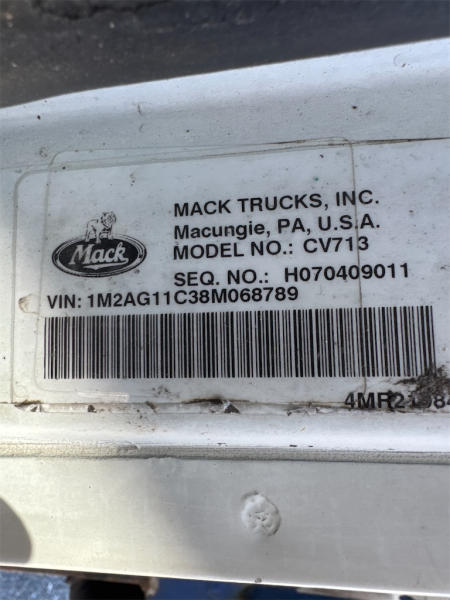 MACK TRUCKS, INC.
Macungie, PA, U.S.A.
MODEL NO.: CV713
Mack
SEQ. NO.: H070409011
VIN: 1M2AG11C38M068789